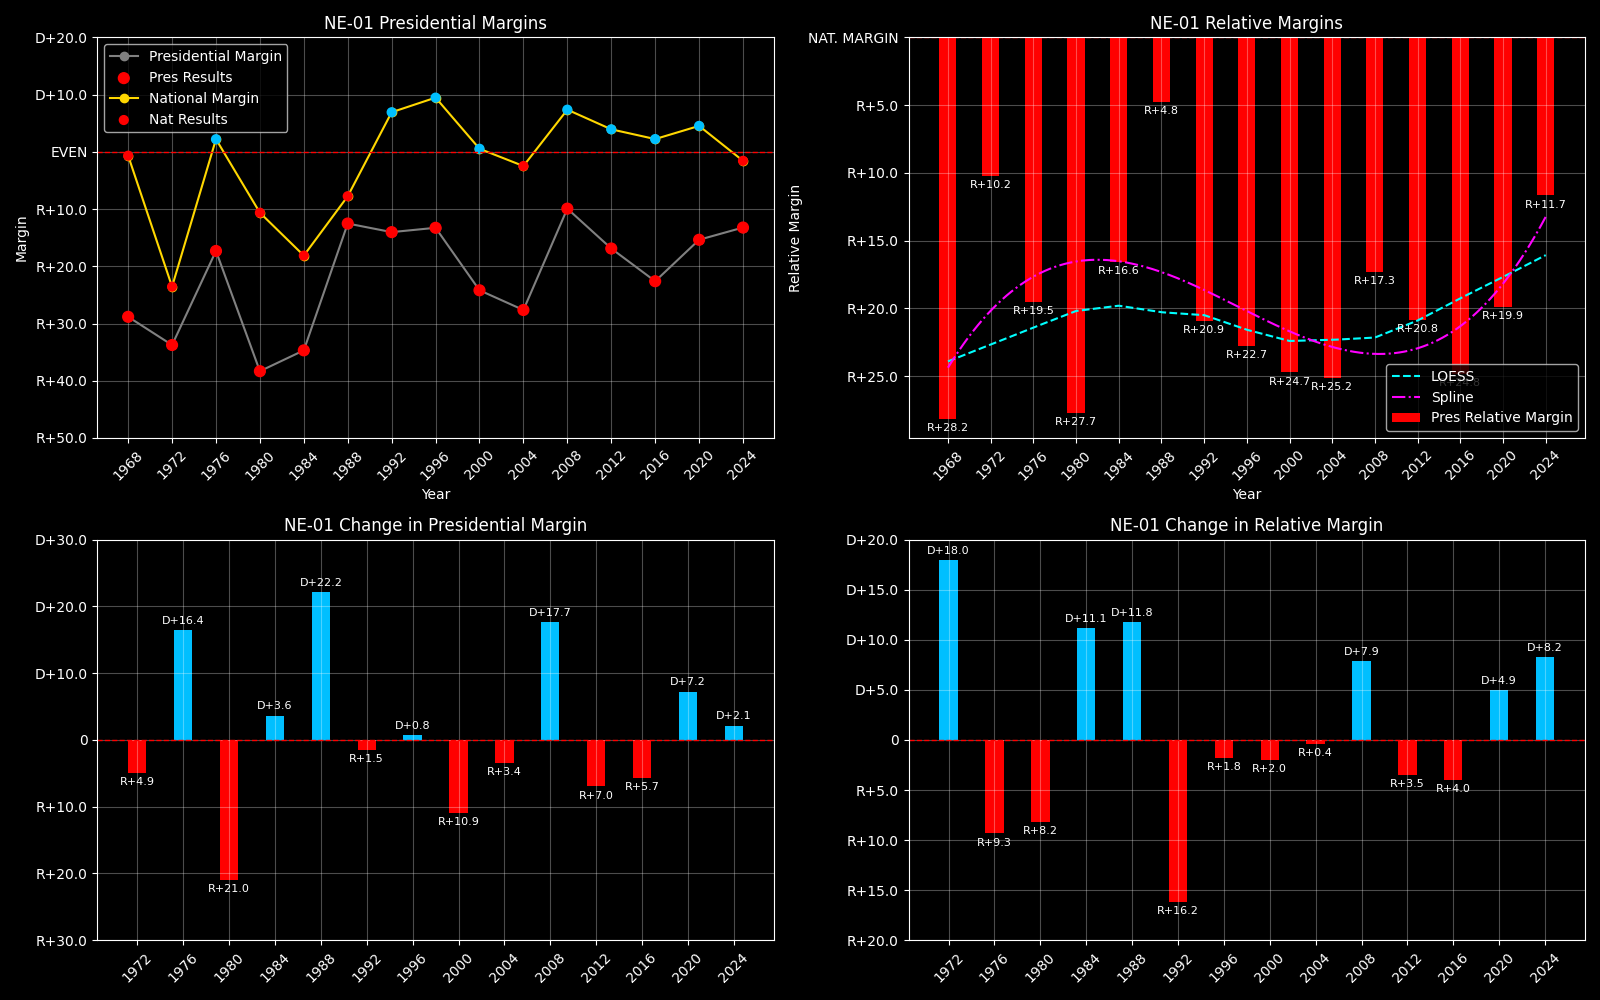 NE-01 Presidential Margins
D+20.0
D+10.0
EVEN
R+10.0
R+20.0
R+30.0
R+40.0
R+50.0
Margin
Presidential Margin
Pres Results
National Margin
Nat Results
1968
1972
1976
1980
1984
1988
1992
1996
2000
2004
2008
2012
2016
2020
2024
Year
NE-01 Relative Margins
NAT. MARGIN
R+5.0
R+10.0
R+15.0
R+20.0
R+25.0
Relative Margin
R+28.2
R+10.2
R+19.5
R+27.7
R+16.6
R+4.8
R+20.9
R+22.7
R+24.7
R+25.2
R+17.3
R+20.8
R+24.8
R+19.9
R+11.7
LOESS
Spline
Pres Relative Margin
1968
1972
1976
1980
1984
1988
1992
1996
2000
2004
2008
2012
2016
2020
2024
Year
NE-01 Change in Presidential Margin
D+30.0
D+20.0
D+10.0
0
R+10.0
R+20.0
R+30.0
R+4.9
D+16.4
R+21.0
D+3.6
D+22.2
R+1.5
D+0.8
R+10.9
R+3.4
D+17.7
R+7.0
R+5.7
D+7.2
D+2.1
1972
1976
1980
1984
1988
1992
1996
2000
2004
2008
2012
2016
2020
2024
NE-01 Change in Relative Margin
D+20.0
D+15.0
D+10.0
D+5.0
0
R+5.0
R+10.0
R+15.0
R+20.0
D+18.0
R+9.3
R+8.2
D+11.1
D+11.8
R+16.2
R+1.8
R+2.0
R+0.4
D+7.9
R+3.5
R+4.0
D+4.9
D+8.2
1972
1976
1980
1984
1988
1992
1996
2000
2004
2008
2012
2016
2020
2024